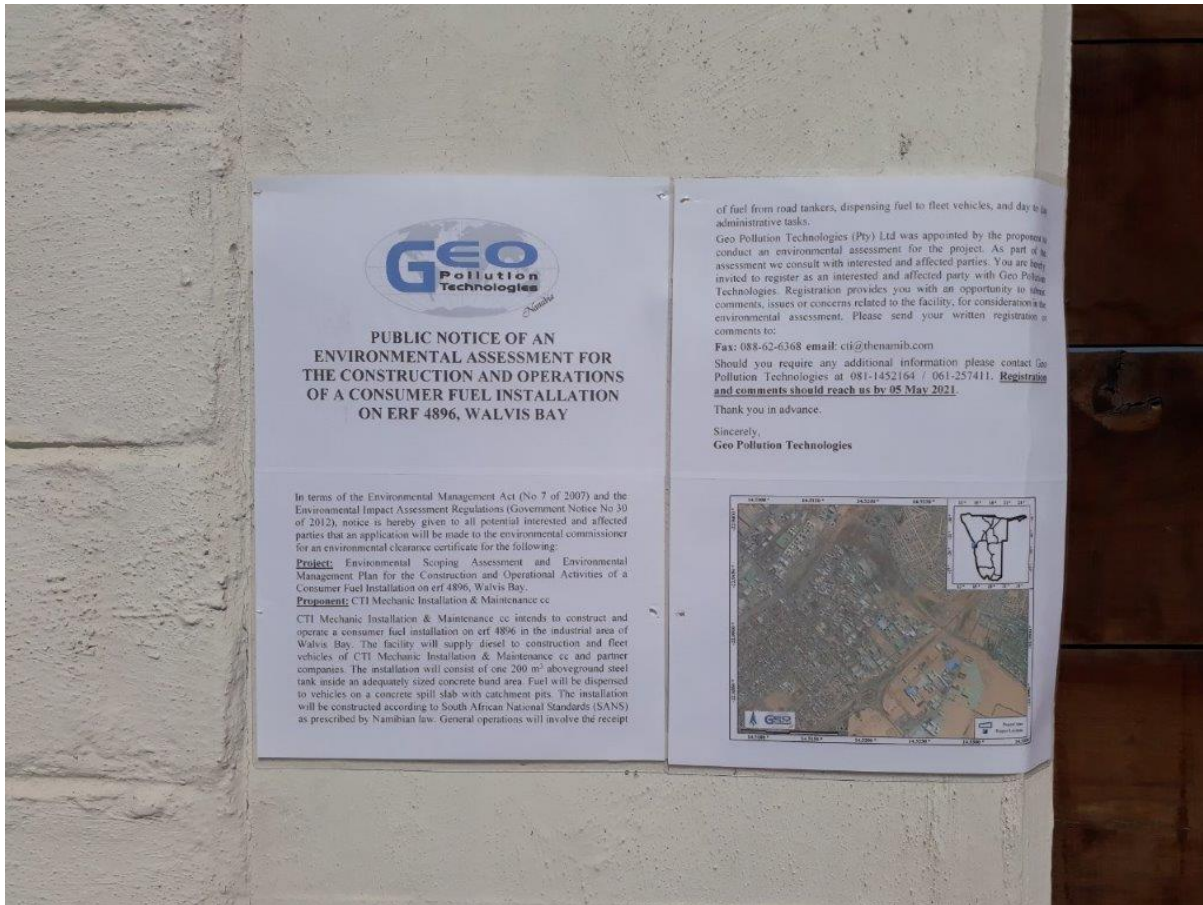 GEO
Pollution
Technologies
Namibia
PUBLIC NOTICE OF AN
ENVIRONMENTAL ASSESSMENT FOR
THE CONSTRUCTION AND OPERATIONS
OF A CONSUMER FUEL INSTALLATION
ON ERF 4896, WALVIS BAY
In terms of the Environmental Management Act (No 7 of 2007) and the
Environmental Impact Assessment Regulations (Government Notice No 30
of 2012), notice is hereby given to all potential interested and affected
parties that an application will be made to the environmental commissioner
for an environmental clearance certificate for the following:
Project: Environmental Scoping Assessment and Environmental
Management Plan for the Construction and Operational Activities of a
Consumer Fuel Installation on erf 4896, Walvis Bay.
Proponent: CTI Mechanic Installation & Maintenance cc
CTI Mechanic Installation & Maintenance cc intends to construct and
operate a consumer fuel installation on erf 4896 in the industrial area of
Walvis Bay. The facility will supply diesel to construction and fleet
vehicles of CTI Mechanic Installation & Maintenance cc and partner
companies. The installation will consist of one 200 m³ aboveground steel
tank inside an adequately sized concrete bund area. Fuel will be dispensed
to vehicles on a concrete spill slab with catchment pits. The installation
will be constructed according to South African National Standards (SANS)
as prescribed by Namibian law. General operations will involve the receipt
of fuel from road tankers, dispensing fuel to fleet vehicles, and day to day
administrative tasks.
Geo Pollution Technologies (Pty) Ltd was appointed by the proponent to
conduct an environmental assessment for the project. As part of the
assessment we consult with interested and affected parties. You are hereby
invited to register as an interested and affected party with Geo Pollution
Technologies. Registration provides you with an opportunity to submit
comments, issues or concerns related to the facility, for consideration in the
environmental assessment. Please send your written registration or
comments to:
Fax: 088-62-6368 email: cti@thenamib.com
Should you require any additional information please contact Geo
Pollution Technologies at 081-1452164 / 061-257411. Registration
and comments should reach us by 05 May 2021.
Thank you in advance.
Sincerely,
Geo Pollution Technologies
GEO